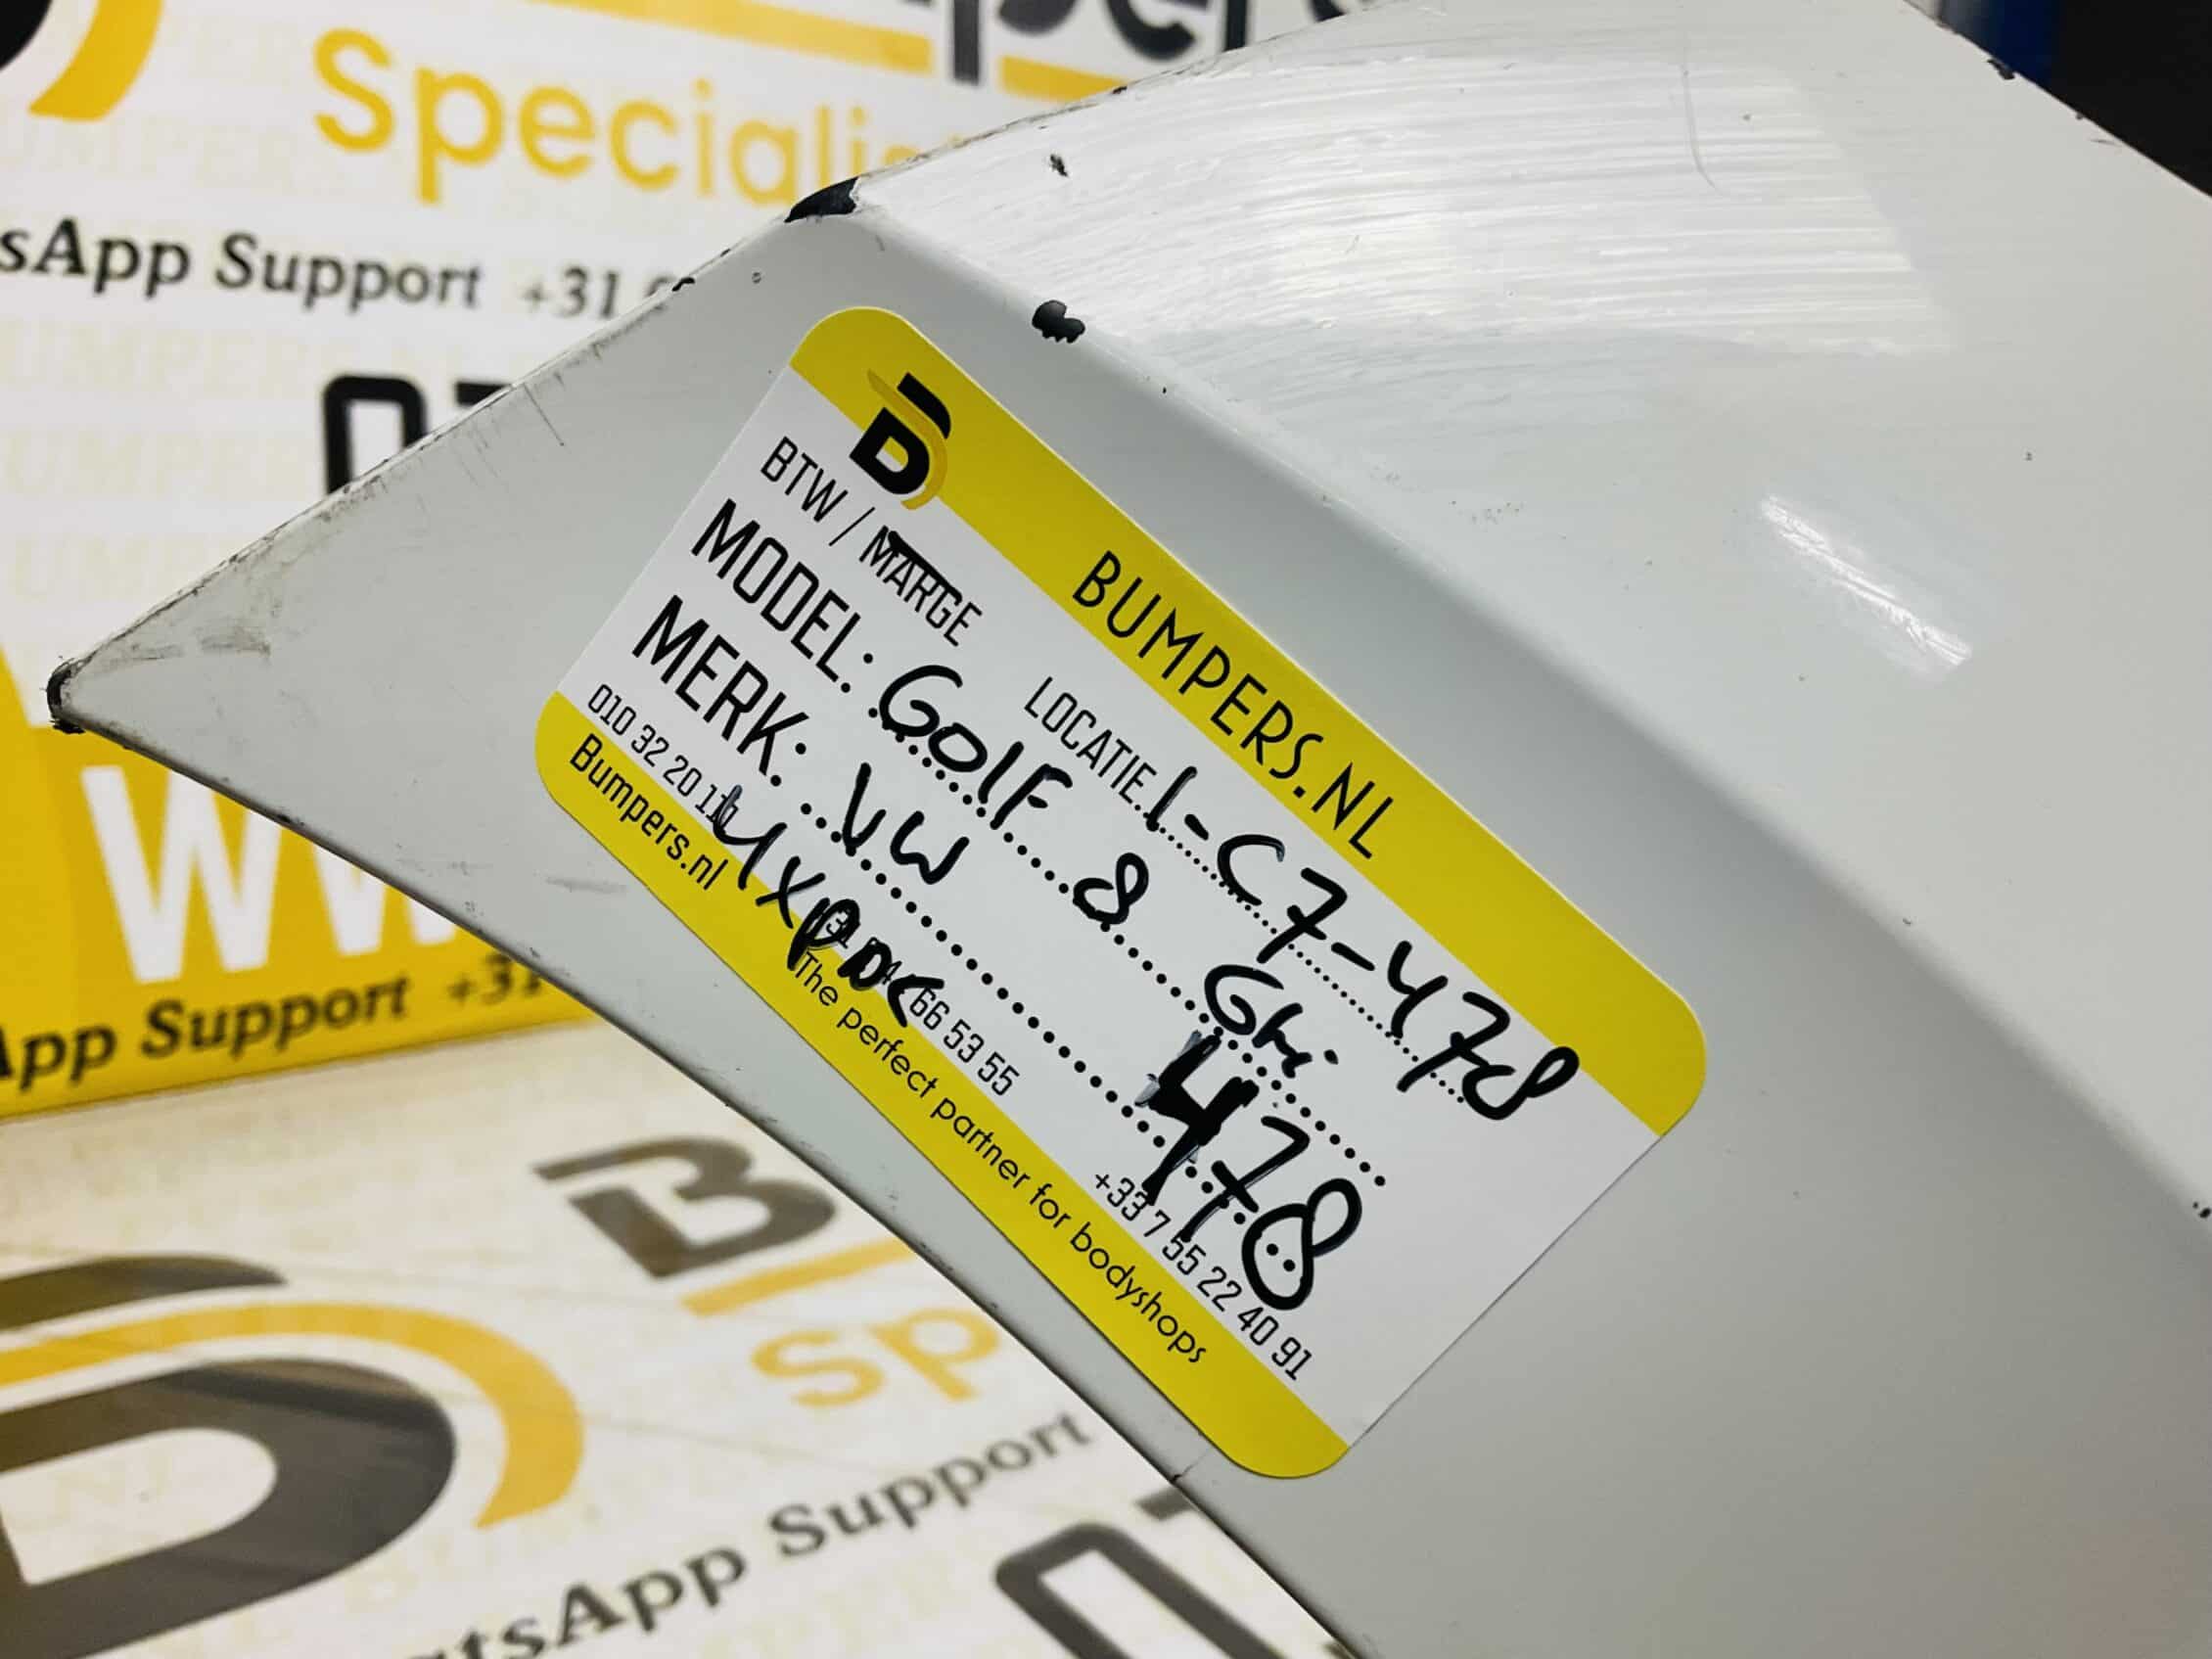 Specialis
sApp Support +31
BUMPERS.NL
BTW / MARGE
LOCATIE. 1-C7-478
MODEL: Golf 8 Gti
MERK: VW 478
4xPDC
010 32 20 11
66 53 55
+33 7 55 22 40 91
Bumpers.nl
The perfect partner for bodyshops
App Support +31
B
sp
atsApp Support